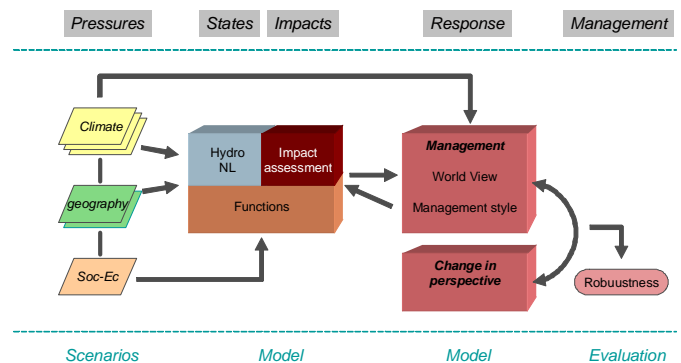 Pressures
States
Impacts
Response
Management
Climate
Hydro
NL
Impact
assessment
Management
geography
World View
Functions
Management style
Soc-Ec
Change in
perspective
Robuustness
Scenarios
Model
Model
Evaluation